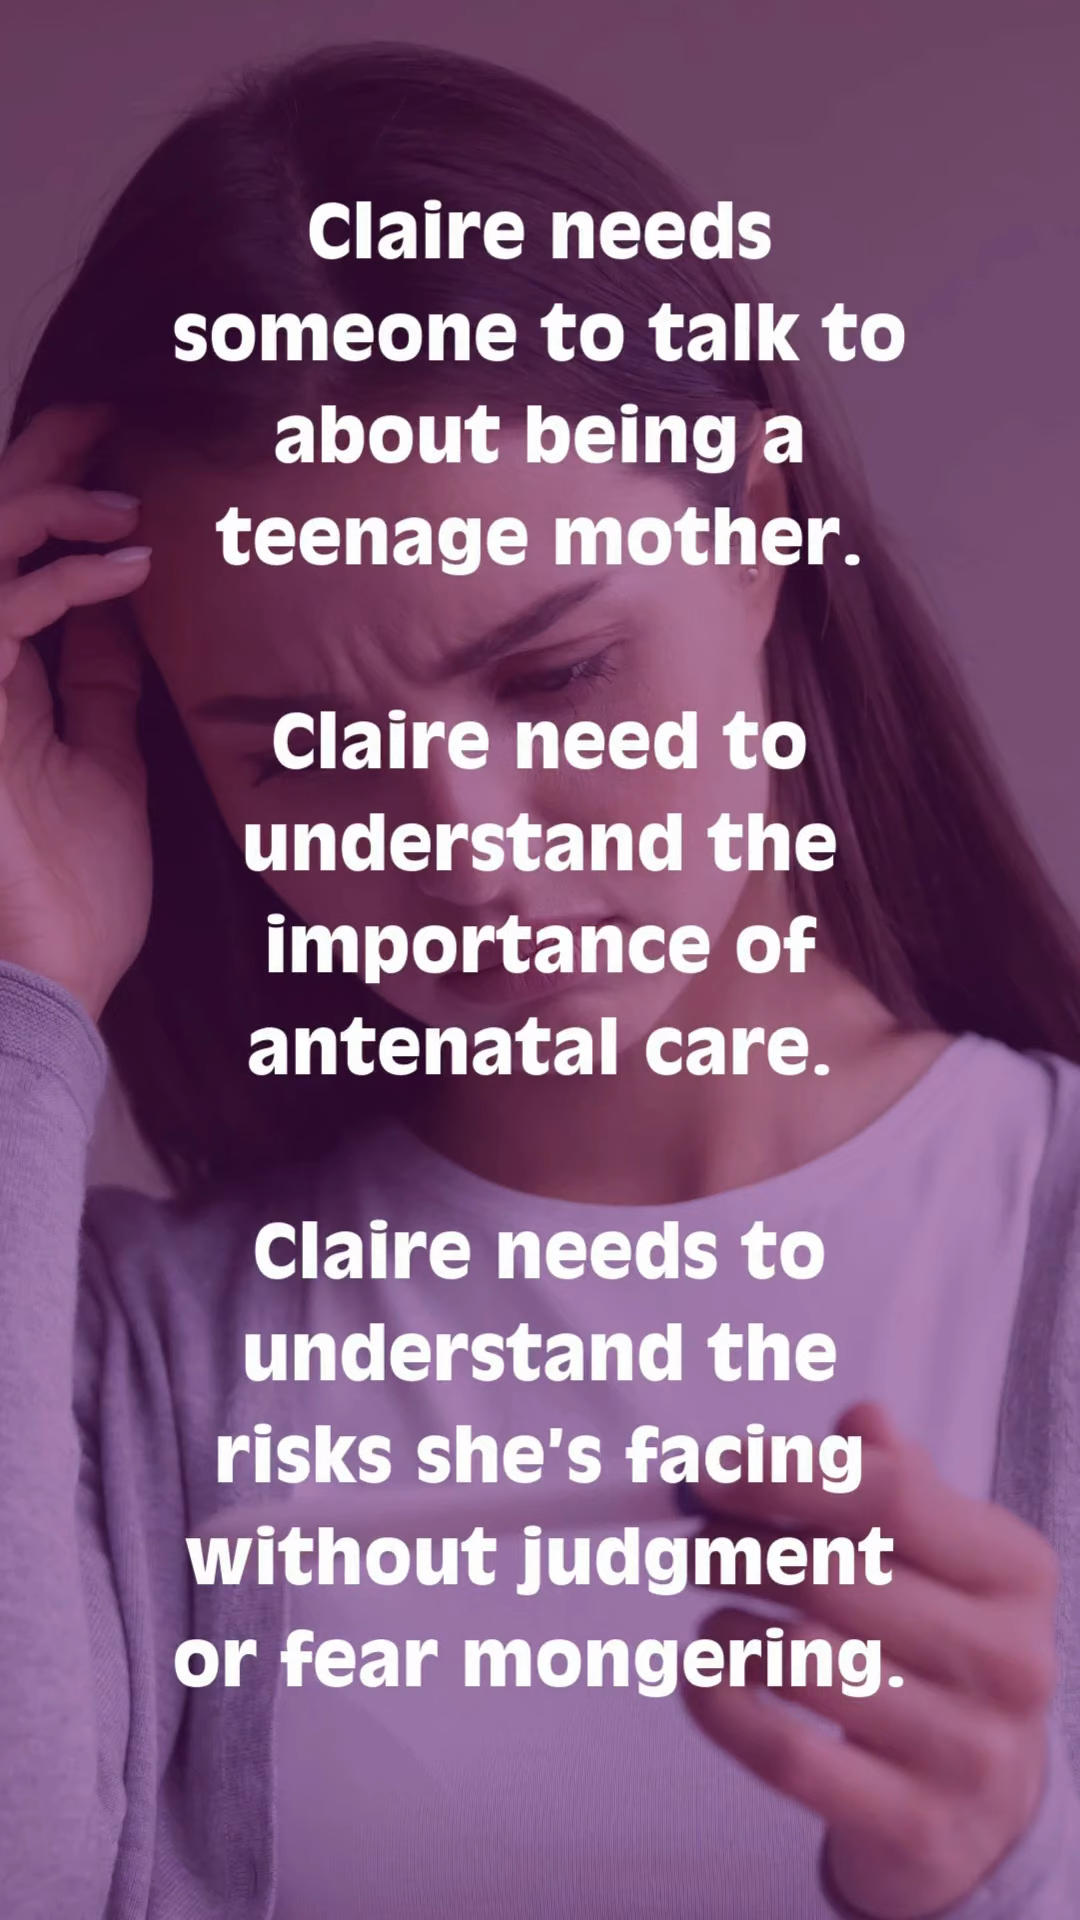 Claire needs
someone to talk to
about being a
teenage mother.
Claire need to
understand the
importance of
antenatal care.
Claire needs to
understand the
risks she's facing
without judgment
or fear mongering.